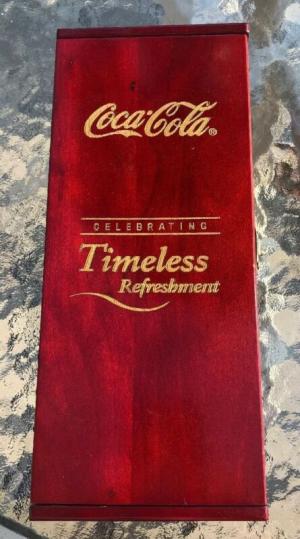 Coca-Cola®
CELEBRATING
Timeless
Refreshment